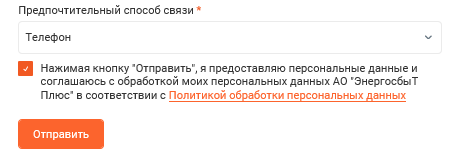 Предпочтительный способ связи *
Телефон
Нажимая кнопку "Отправить", я предоставляю персональные данные и
соглашаюсь с обработкой моих персональных данных АО "ЭнергосбыТ
Плюс" в соответствии с Политикой обработки персональных данных
Отправить